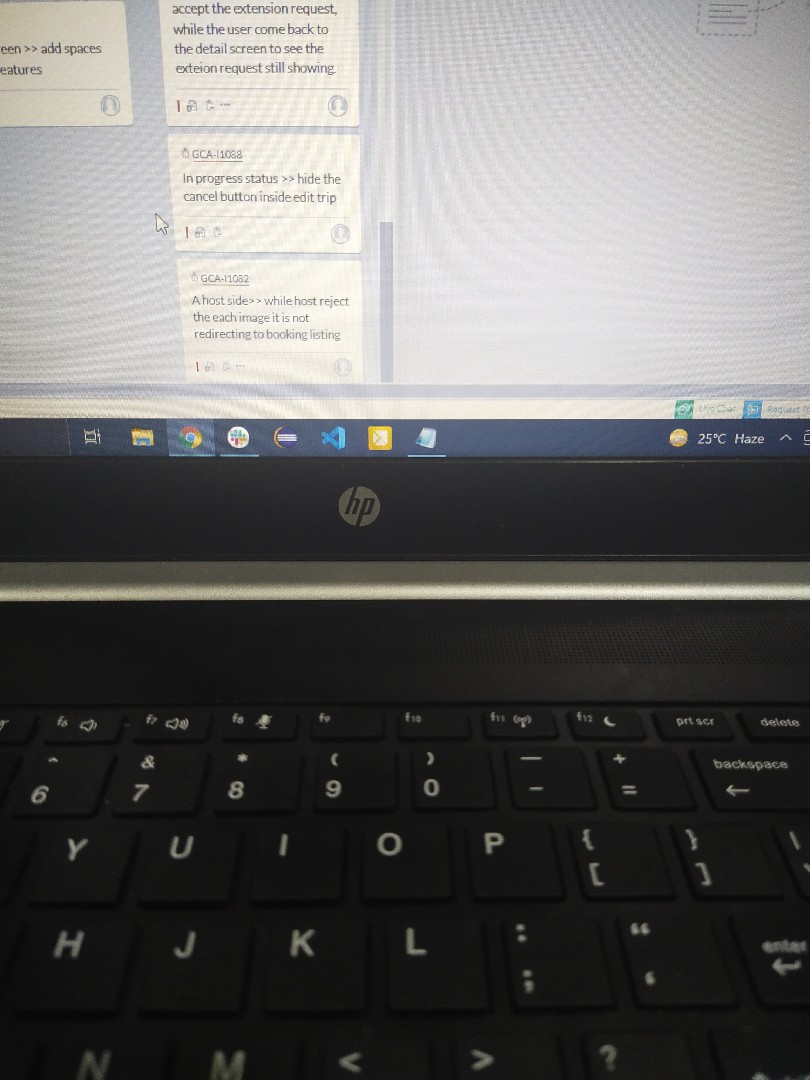 accept the extension request,
while the user come back to
the detail screen to see the
exteion request still showing.
een >> add spaces
eatures
GCA-I1088
In progress status >> hide the
cancel button inside edit trip
GCA-I1082
A host side>> while host reject
the each image it is not
redirecting to booking listing
Live Chat
Request
25°C Haze
hp
f6
f7
f8
f9
f10
f11
f12
prt scr
delete
^
6
&
7
*
8
(
9
)
0
—
-
+
=
backspace
Y
U
I
O
P
{
[
}
]
H
J
K
L
:
;
“
‘
enter
N
M
<
>
?